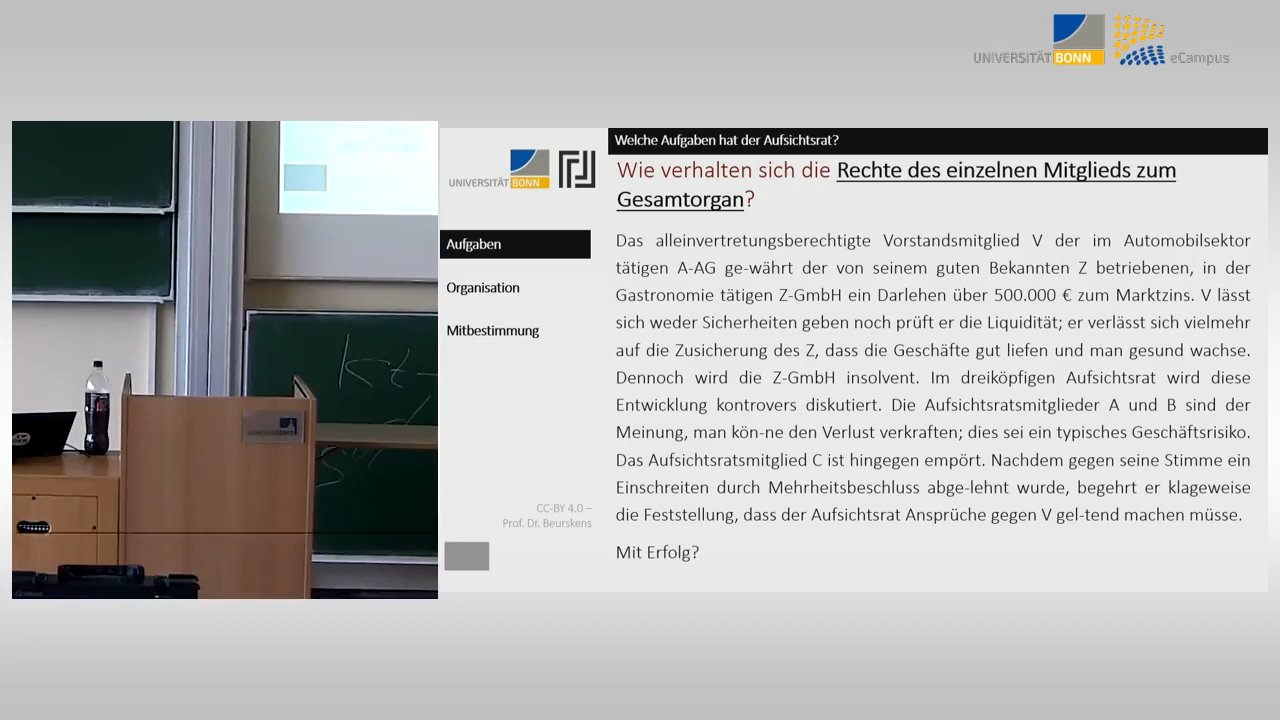 UNIVERSITÄT BONN eCampus
Welche Aufgaben hat der Aufsichtsrat?
UNIVERSITÄT BONN
Wie verhalten sich die Rechte des einzelnen Mitglieds zum
Gesamtorgan?
Aufgaben
Organisation
Mitbestimmung
Das alleinvertretungsberechtigte Vorstandsmitglied V der im Automobilsektor
tätigen A-AG ge-währt der von seinem guten Bekannten Z betriebenen, in der
Gastronomie tätigen Z-GmbH ein Darlehen über 500.000 € zum Marktzins. V lässt
sich weder Sicherheiten geben noch prüft er die Liquidität; er verlässt sich vielmehr
auf die Zusicherung des Z, dass die Geschäfte gut liefen und man gesund wachse.
Dennoch wird die Z-GmbH insolvent. Im dreiköpfigen Aufsichtsrat wird diese
Entwicklung kontrovers diskutiert. Die Aufsichtsratsmitglieder A und B sind der
Meinung, man kön-ne den Verlust verkraften; dies sei ein typisches Geschäftsrisiko.
Das Aufsichtsratsmitglied C ist hingegen empört. Nachdem gegen seine Stimme ein
Einschreiten durch Mehrheitsbeschluss abge-lehnt wurde, begehrt er klageweise
die Feststellung, dass der Aufsichtsrat Ansprüche gegen V gel-tend machen müsse.
Mit Erfolg?
CC-BY 4.0 –
Prof. Dr. Beurskens